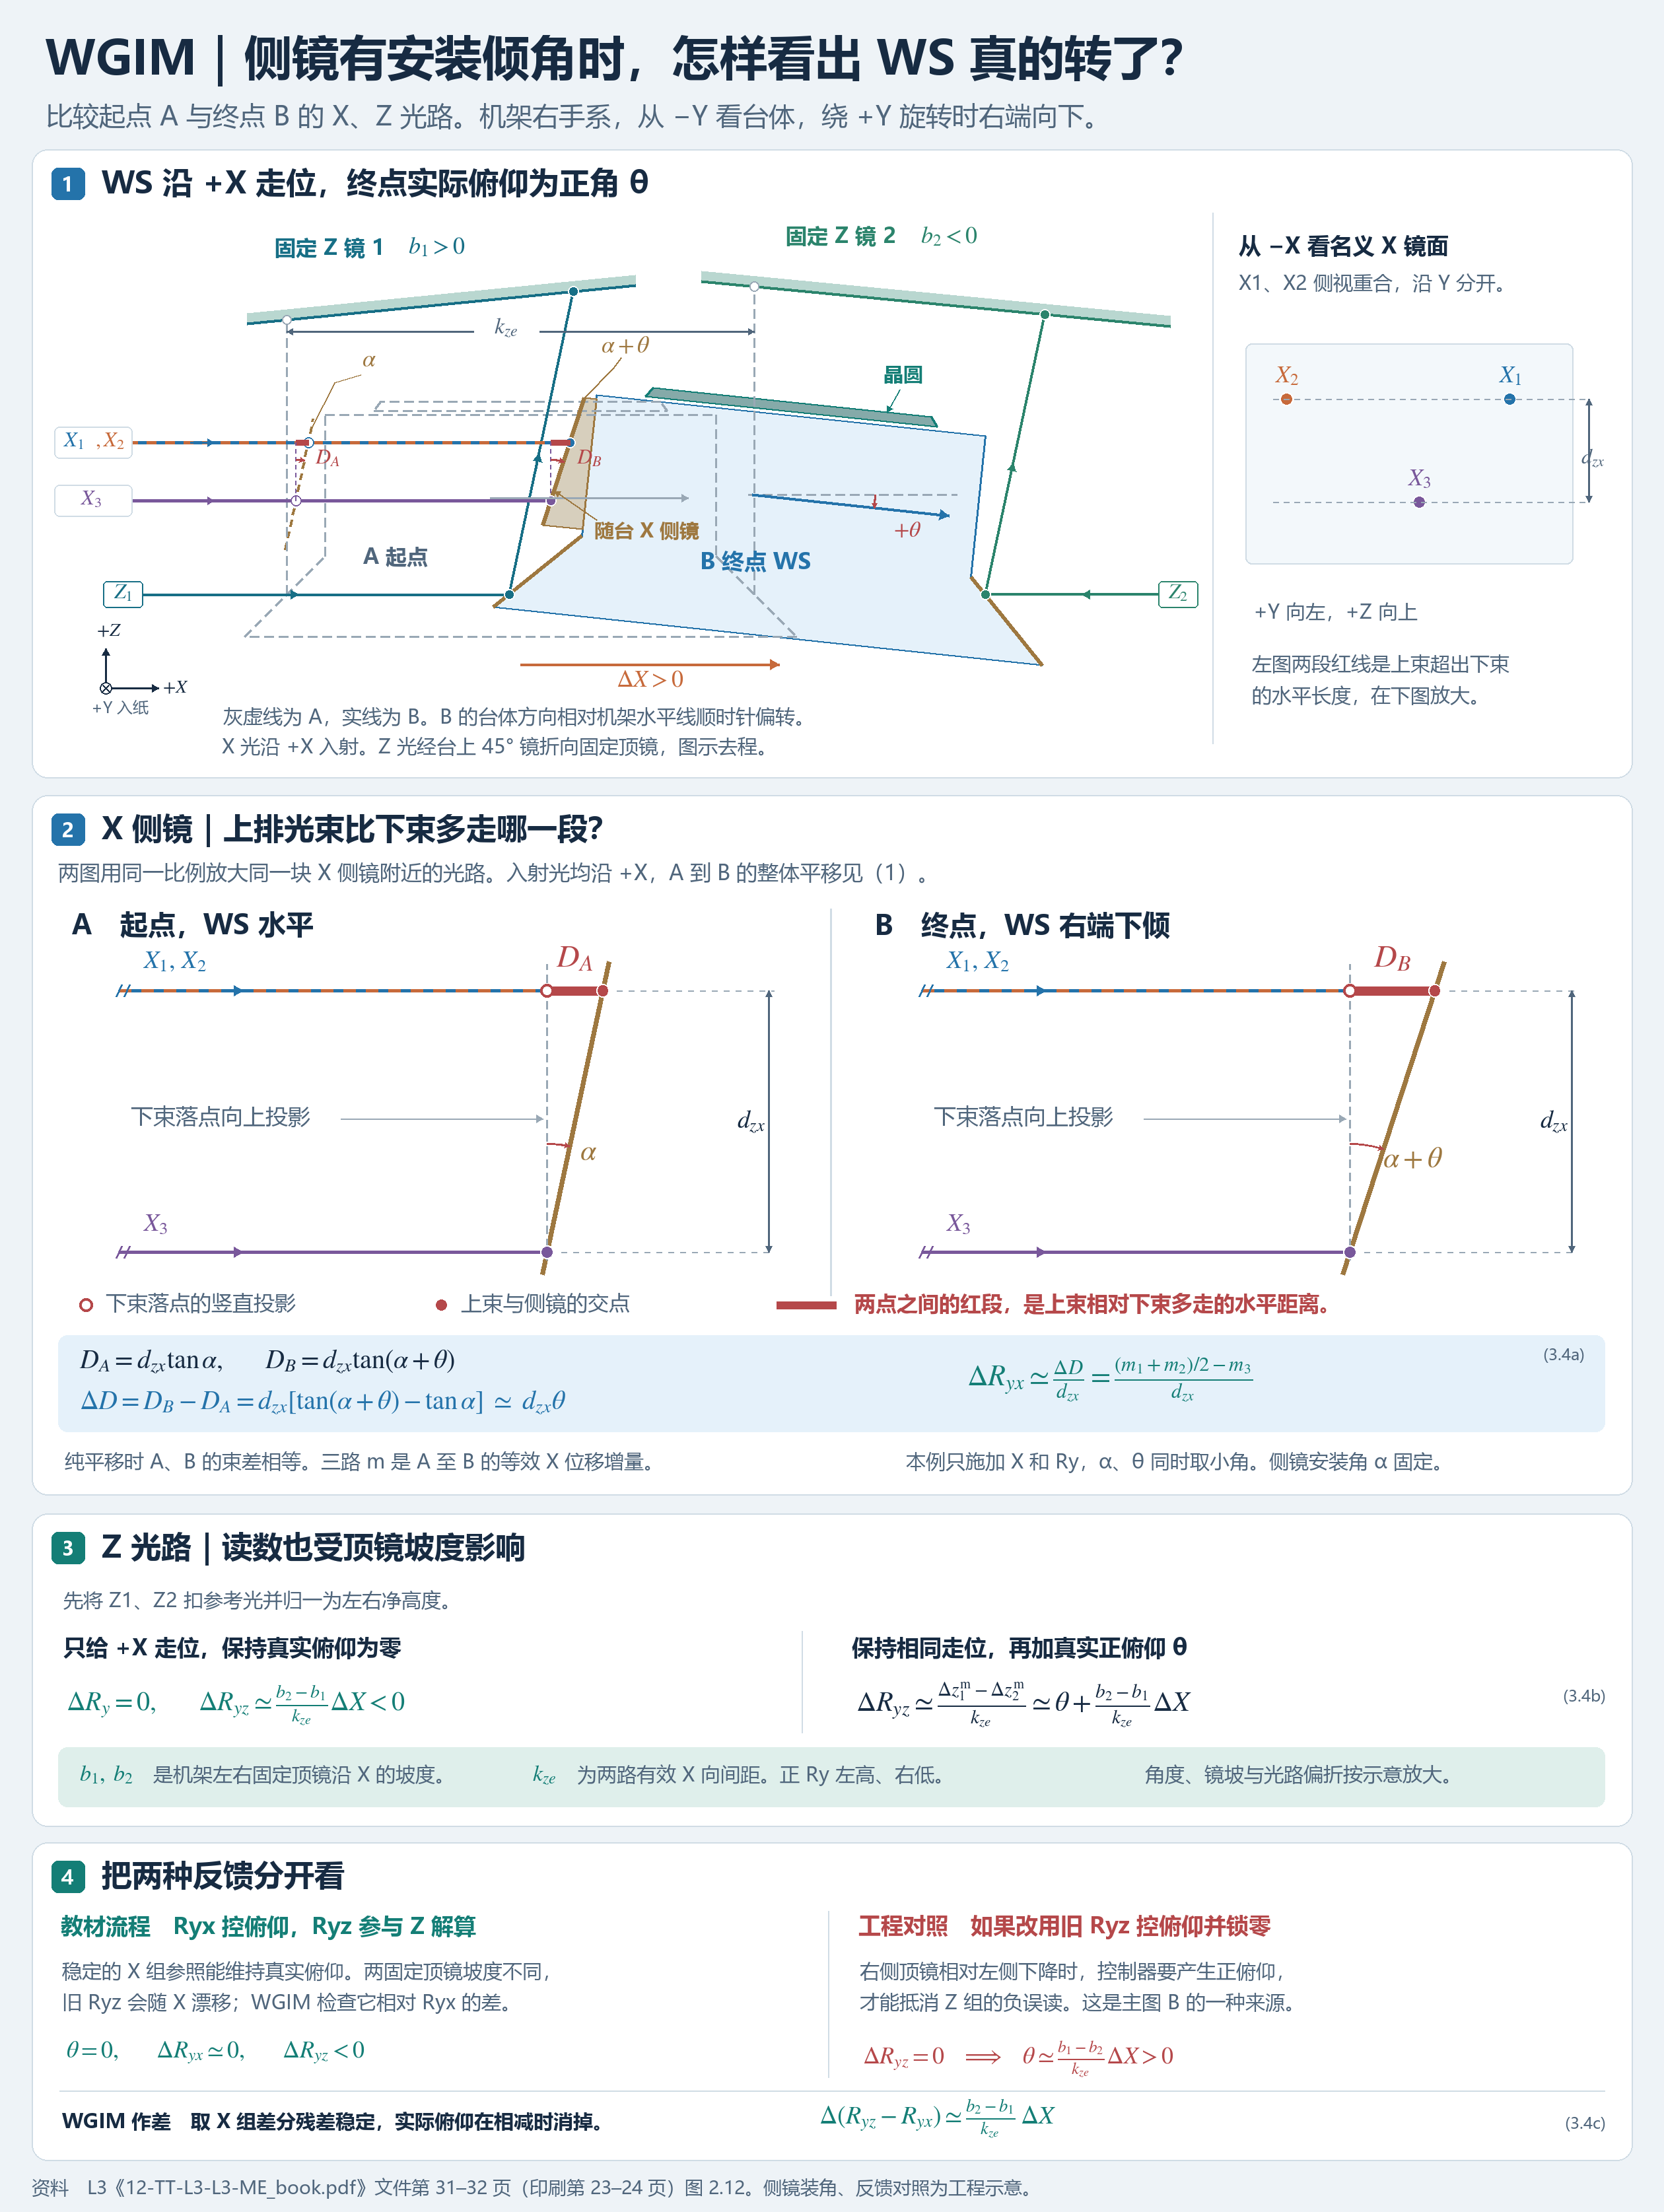 WGIM｜侧镜有安装倾角时，怎样看出 WS 真的转了？
比较起点 A 与终点 B 的 X、Z 光路。机架右手系，从 −Y 看台体，绕 +Y 旋转时右端向下。
1 WS 沿 +X 走位，终点实际俯仰为正角 θ
固定 Z 镜 1 b₁ > 0
固定 Z 镜 2 b₂ < 0
k_ze
α
α + θ
晶圆
X₁ , X₂
D_A
D_B
X₃
随台 X 侧镜
+θ
A 起点
B 终点 WS
Z₁
Z₂
+Z
+X
+Y 入纸
ΔX > 0
灰虚线为 A，实线为 B。B 的台体方向相对机架水平线顺时针偏转。
X 光沿 +X 入射。Z 光经台上 45° 镜折向固定顶镜，图示去程。
从 −X 看名义 X 镜面
X1、X2 侧视重合，沿 Y 分开。
X₂
X₁
d_zx
X₃
+Y 向左，+Z 向上
左图两段红线是上束超出下束
的水平长度，在下图放大。
2 X 侧镜｜上排光束比下束多走哪一段？
两图用同一比例放大同一块 X 侧镜附近的光路。入射光均沿 +X，A 到 B 的整体平移见（1）。
A 起点，WS 水平
X₁, X₂
D_A
下束落点向上投影
d_zx
α
X₃
B 终点，WS 右端下倾
X₁, X₂
D_B
下束落点向上投影
d_zx
α + θ
X₃
下束落点的竖直投影
上束与侧镜的交点
两点之间的红段，是上束相对下束多走的水平距离。
D_A = d_zx tan α, D_B = d_zx tan(α + θ)
ΔD = D_B − D_A = d_zx[tan(α + θ) − tan α] ≃ d_zxθ
ΔR_yx ≃ ΔD/d_zx = ((m₁ + m₂)/2 − m₃)/d_zx
(3.4a)
纯平移时 A、B 的束差相等。三路 m 是 A 至 B 的等效 X 位移增量。
本例只施加 X 和 Ry，α、θ 同时取小角。侧镜安装角 α 固定。
3 Z 光路｜读数也受顶镜坡度影响
先将 Z1、Z2 扣参考光并归一为左右净高度。
只给 +X 走位，保持真实俯仰为零
ΔR_y = 0, ΔR_yz ≃ (b₂ − b₁)/k_ze ΔX < 0
保持相同走位，再加真实正俯仰 θ
ΔR_yz ≃ (Δz₁ᵐ − Δz₂ᵐ)/k_ze ≃ θ + (b₂ − b₁)/k_ze ΔX
(3.4b)
b₁, b₂ 是机架左右固定顶镜沿 X 的坡度。 k_ze 为两路有效 X 向间距。正 Ry 左高、右低。 角度、镜坡与光路偏折按示意放大。
4 把两种反馈分开看
教材流程 Ryx 控俯仰，Ryz 参与 Z 解算
稳定的 X 组参照能维持真实俯仰。两固定顶镜坡度不同，
旧 Ryz 会随 X 漂移；WGIM 检查它相对 Ryx 的差。
θ = 0, ΔR_yx ≃ 0, ΔR_yz < 0
工程对照 如果改用旧 Ryz 控俯仰并锁零
右侧顶镜相对左侧下降时，控制器要产生正俯仰，
才能抵消 Z 组的负误读。这是主图 B 的一种来源。
ΔR_yz = 0 ⟹ θ ≃ (b₁ − b₂)/k_ze ΔX > 0
WGIM 作差 取 X 组差分残差稳定，实际俯仰在相减时消掉。
Δ(R_yz − R_yx) ≃ (b₂ − b₁)/k_ze ΔX
(3.4c)
资料 L3《12-TT-L3-L3-ME_book.pdf》文件第 31–32 页（印刷第 23–24 页）图 2.12。侧镜装角、反馈对照为工程示意。